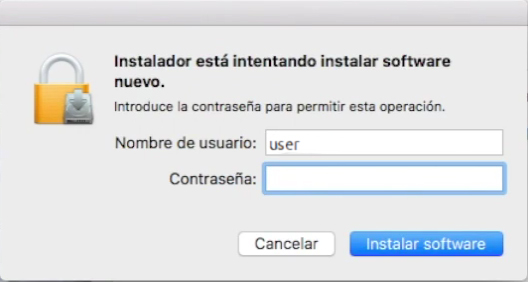 Instalador está intentando instalar software
nuevo.
Introduce la contraseña para permitir esta operación.
Nombre de usuario: user
Contraseña:
Cancelar Instalar software